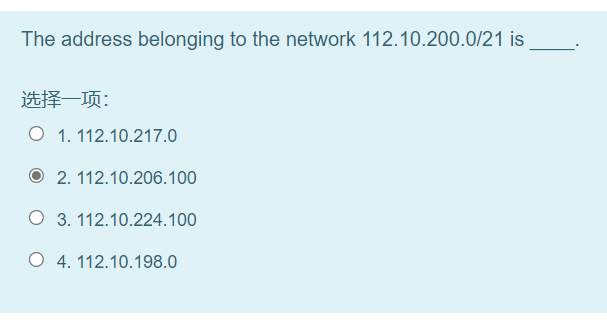 The address belonging to the network 112.10.200.0/21 is ____.
选择一项：
1. 112.10.217.0
2. 112.10.206.100
3. 112.10.224.100
4. 112.10.198.0